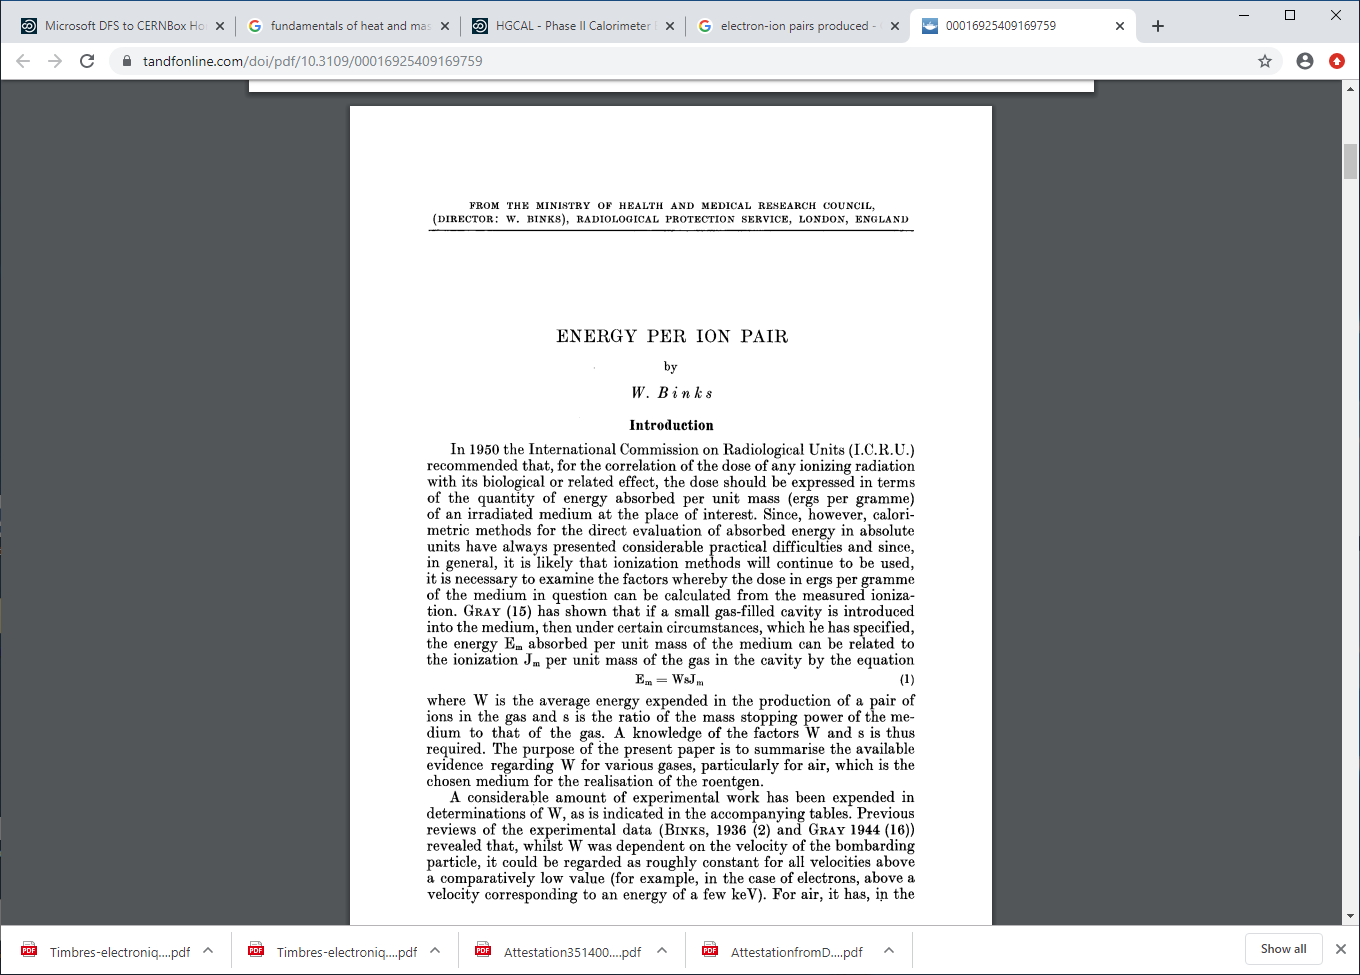 Microsoft DFS to CERNBox Ho
fundamentals of heat and mas
HGCAL - Phase II Calorimeter
electron-ion pairs produced -
00016925409169759
tandfonline.com/doi/pdf/10.3109/00016925409169759
FROM THE MINISTRY OF HEALTH AND MEDICAL RESEARCH COUNCIL,
(DIRECTOR: W. BINKS), RADIOLOGICAL PROTECTION SERVICE, LONDON, ENGLAND
ENERGY PER ION PAIR
by
W. Binks
Introduction
In 1950 the International Commission on Radiological Units (I.C.R.U.)
recommended that, for the correlation of the dose of any ionizing radiation
with its biological or related effect, the dose should be expressed in terms
of the quantity of energy absorbed per unit mass (ergs per gramme)
of an irradiated medium at the place of interest. Since, however, calori-
metric methods for the direct evaluation of absorbed energy in absolute
units have always presented considerable practical difficulties and since,
in general, it is likely that ionization methods will continue to be used,
it is necessary to examine the factors whereby the dose in ergs per gramme
of the medium in question can be calculated from the measured ioniza-
tion. GRAY (15) has shown that if a small gas-filled cavity is introduced
into the medium, then under certain circumstances, which he has specified,
the energy Em absorbed per unit mass of the medium can be related to
the ionization Jm per unit mass of the gas in the cavity by the equation
Em = WsJm (1)
where W is the average energy expended in the production of a pair of
ions in the gas and s is the ratio of the mass stopping power of the me-
dium to that of the gas. A knowledge of the factors W and s is thus
required. The purpose of the present paper is to summarise the available
evidence regarding W for various gases, particularly for air, which is the
chosen medium for the realisation of the roentgen.
A considerable amount of experimental work has been expended in
determinations of W, as is indicated in the accompanying tables. Previous
reviews of the experimental data (BINKS, 1936 (2) and GRAY 1944 (16))
revealed that, whilst W was dependent on the velocity of the bombarding
particle, it could be regarded as roughly constant for all velocities above
a comparatively low value (for example, in the case of electrons, above a
velocity corresponding to an energy of a few keV). For air, it has, in the
Timbres-electroniq....pdf
Timbres-electroniq....pdf
Attestation351400....pdf
AttestationfromD....pdf
Show all